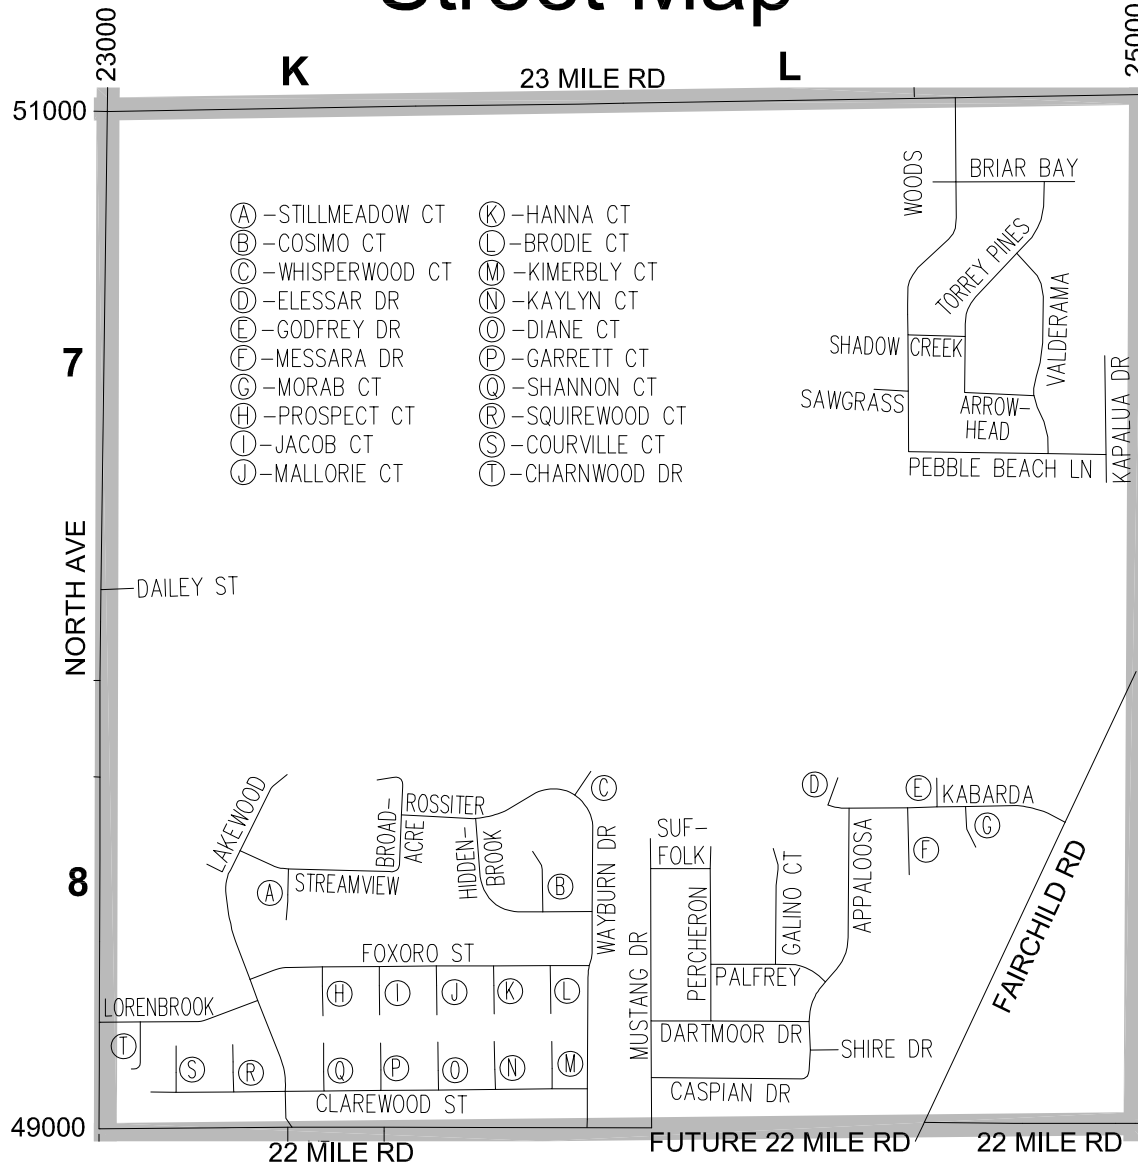 Street Map
23000
K
23 MILE RD
L
25000
51000
WOODS
BRIAR BAY
Ⓐ-STILLMEADOW CT
Ⓑ-COSIMO CT
Ⓒ-WHISPERWOOD CT
Ⓓ-ELESSAR DR
Ⓔ-GODFREY DR
Ⓕ-MESSARA DR
Ⓖ-MORAB CT
Ⓗ-PROSPECT CT
Ⓘ-JACOB CT
Ⓙ-MALLORIE CT
Ⓚ-HANNA CT
Ⓛ-BRODIE CT
Ⓜ-KIMERBLY CT
Ⓝ-KAYLYN CT
Ⓞ-DIANE CT
Ⓟ-GARRETT CT
Ⓠ-SHANNON CT
Ⓡ-SQUIREWOOD CT
Ⓢ-COURVILLE CT
Ⓣ-CHARNWOOD DR
TORREY PINES
VALDERAMA
SHADOW CREEK
SAWGRASS
ARROW-
HEAD
KAPALUA DR
PEBBLE BEACH LN
7
NORTH AVE
DAILEY ST
8
LAKEWOOD
BROAD-
ACRE
ROSSITER
HIDDEN-
BROOK
Ⓒ
Ⓐ
STREAMVIEW
Ⓑ
WAYBURN DR
SUF-
FOLK
Ⓓ
Ⓔ
KABARDA
Ⓖ
Ⓕ
APPALOOSA
GALINO CT
PERCHERON
MUSTANG DR
PALFREY
FAIRCHILD RD
FOXORO ST
Ⓗ
Ⓘ
Ⓙ
Ⓚ
Ⓛ
LORENBROOK
Ⓣ
Ⓢ
Ⓡ
Ⓠ
Ⓟ
Ⓞ
Ⓝ
Ⓜ
DARTMOOR DR
SHIRE DR
CASPIAN DR
CLAREWOOD ST
49000
22 MILE RD
FUTURE 22 MILE RD
22 MILE RD